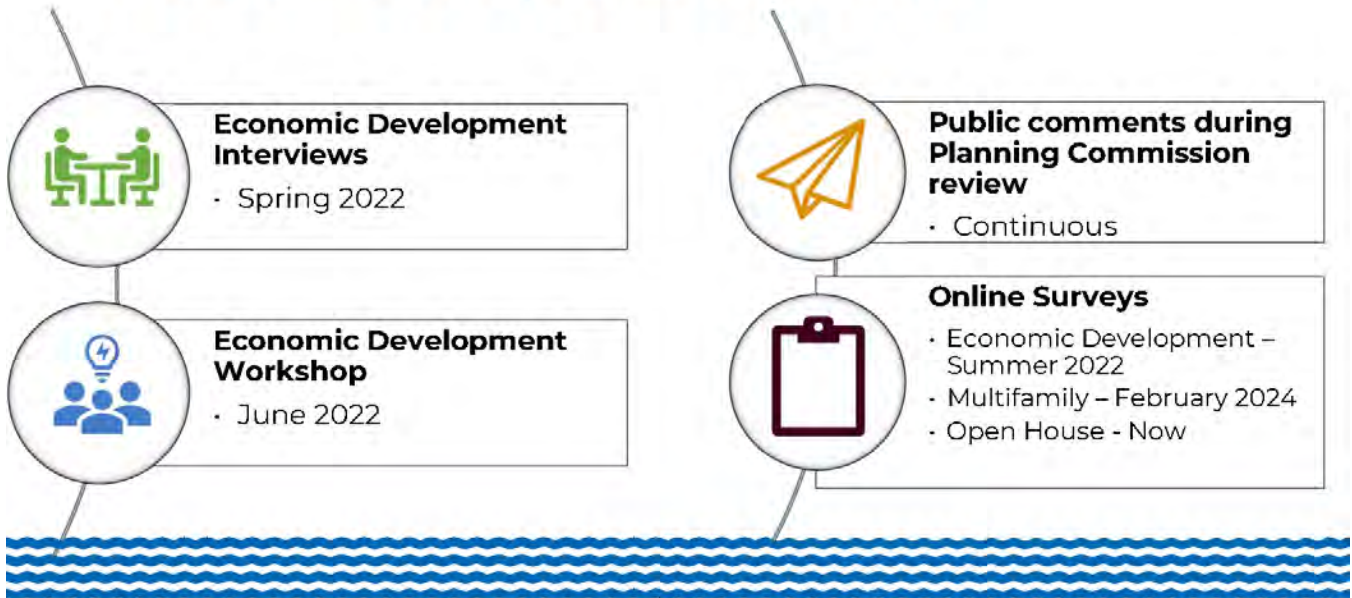 Economic Development
Interviews
· Spring 2022
Economic Development
Workshop
· June 2022
Public comments during
Planning Commission
review
· Continuous
Online Surveys
· Economic Development –
Summer 2022
· Multifamily – February 2024
· Open House - Now